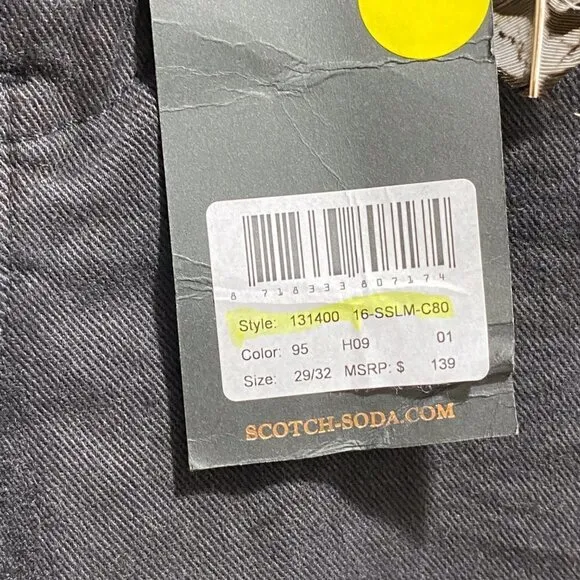 8 718333 807174
Style: 131400 16-SSLM-C80
Color: 95 H09 01
Size: 29/32 MSRP: $ 139
SCOTCH-SODA.COM